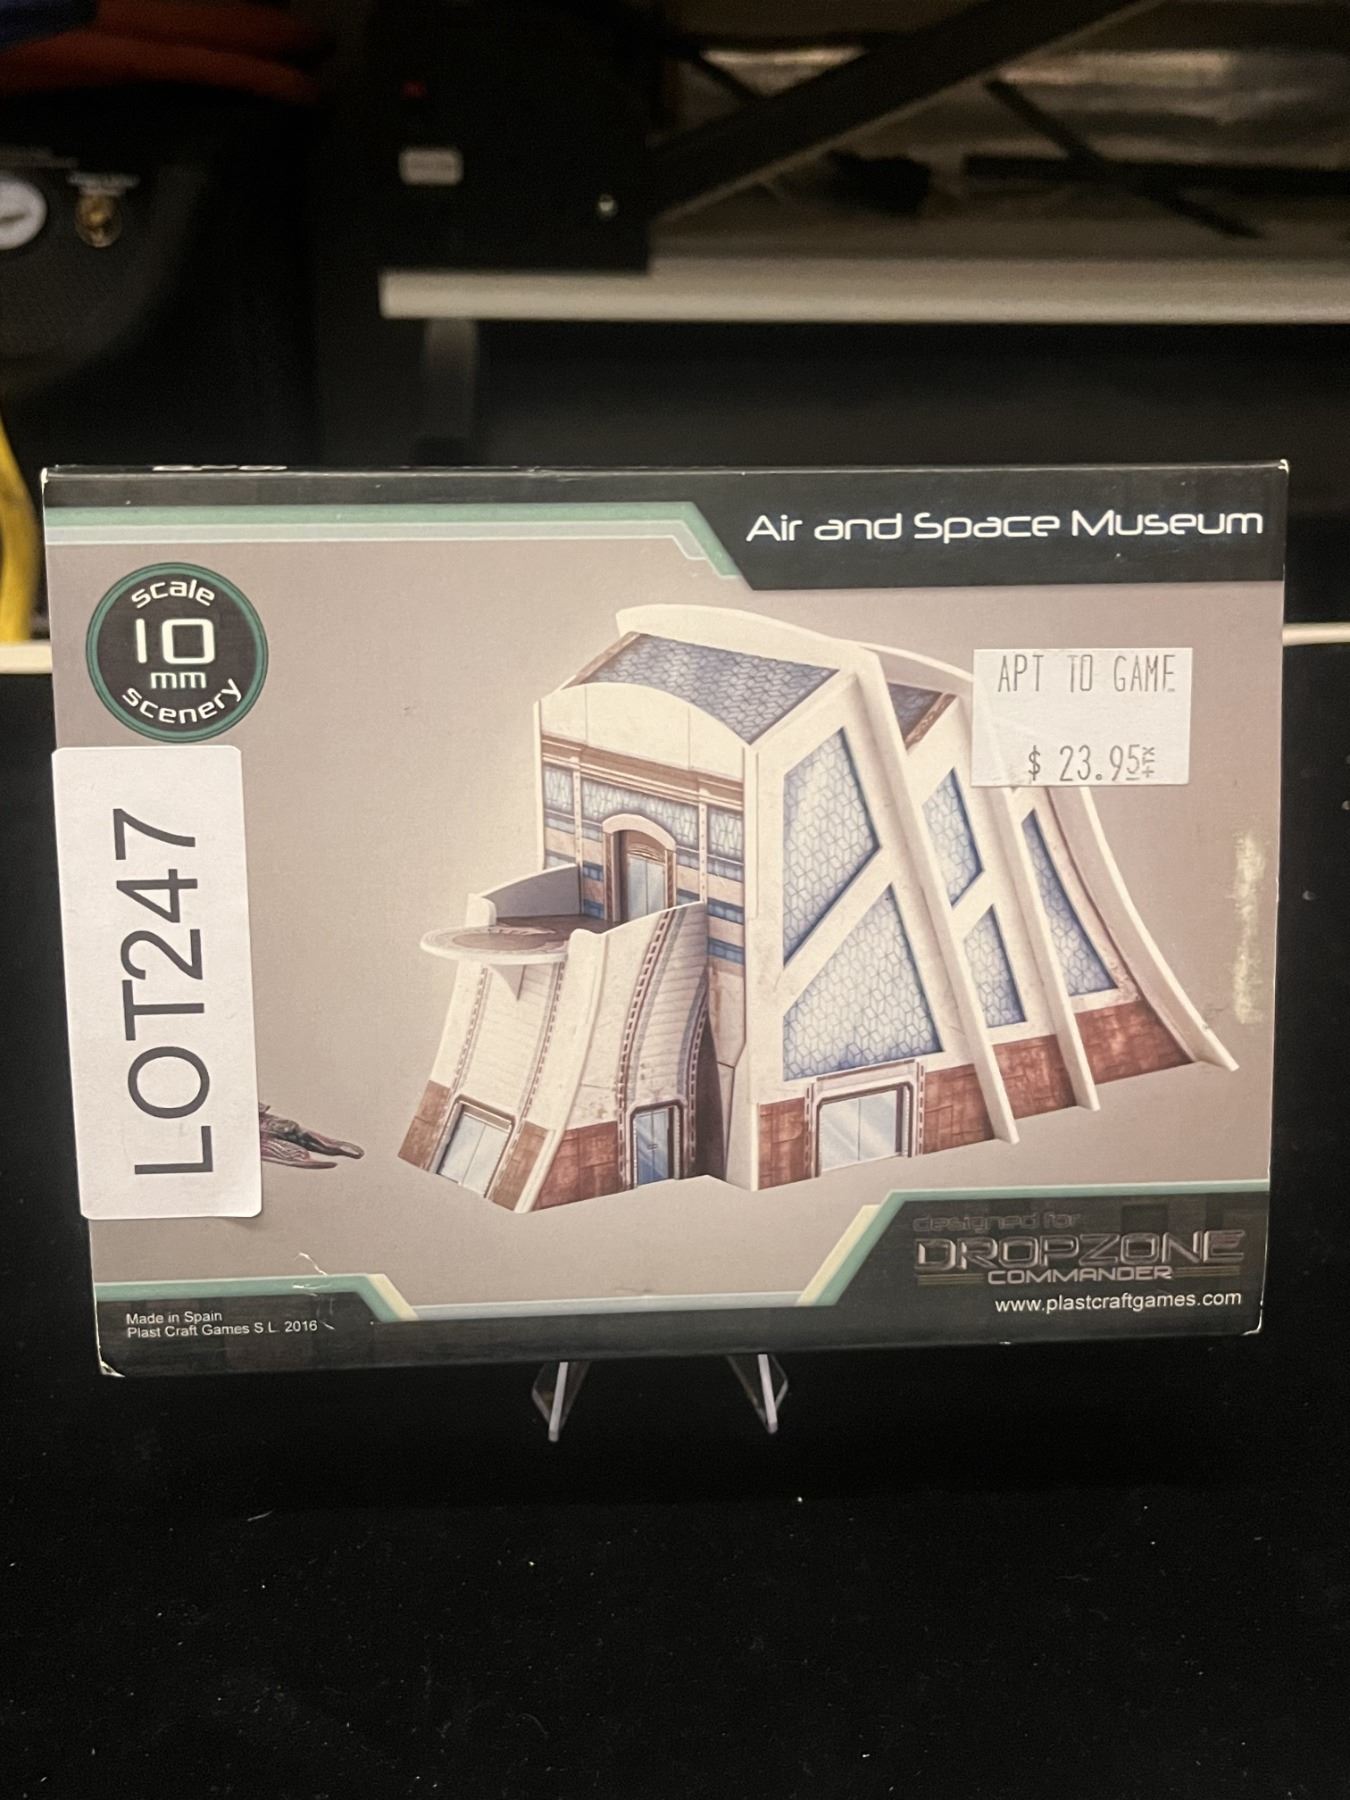 Air and Space Museum
scale
10
mm
scenery
APT TO GAME
$ 23.95
LOT247
designed for
DROPZONE
COMMANDER
www.plastcraftgames.com
Made in Spain
Plast Craft Games S.L. 2016